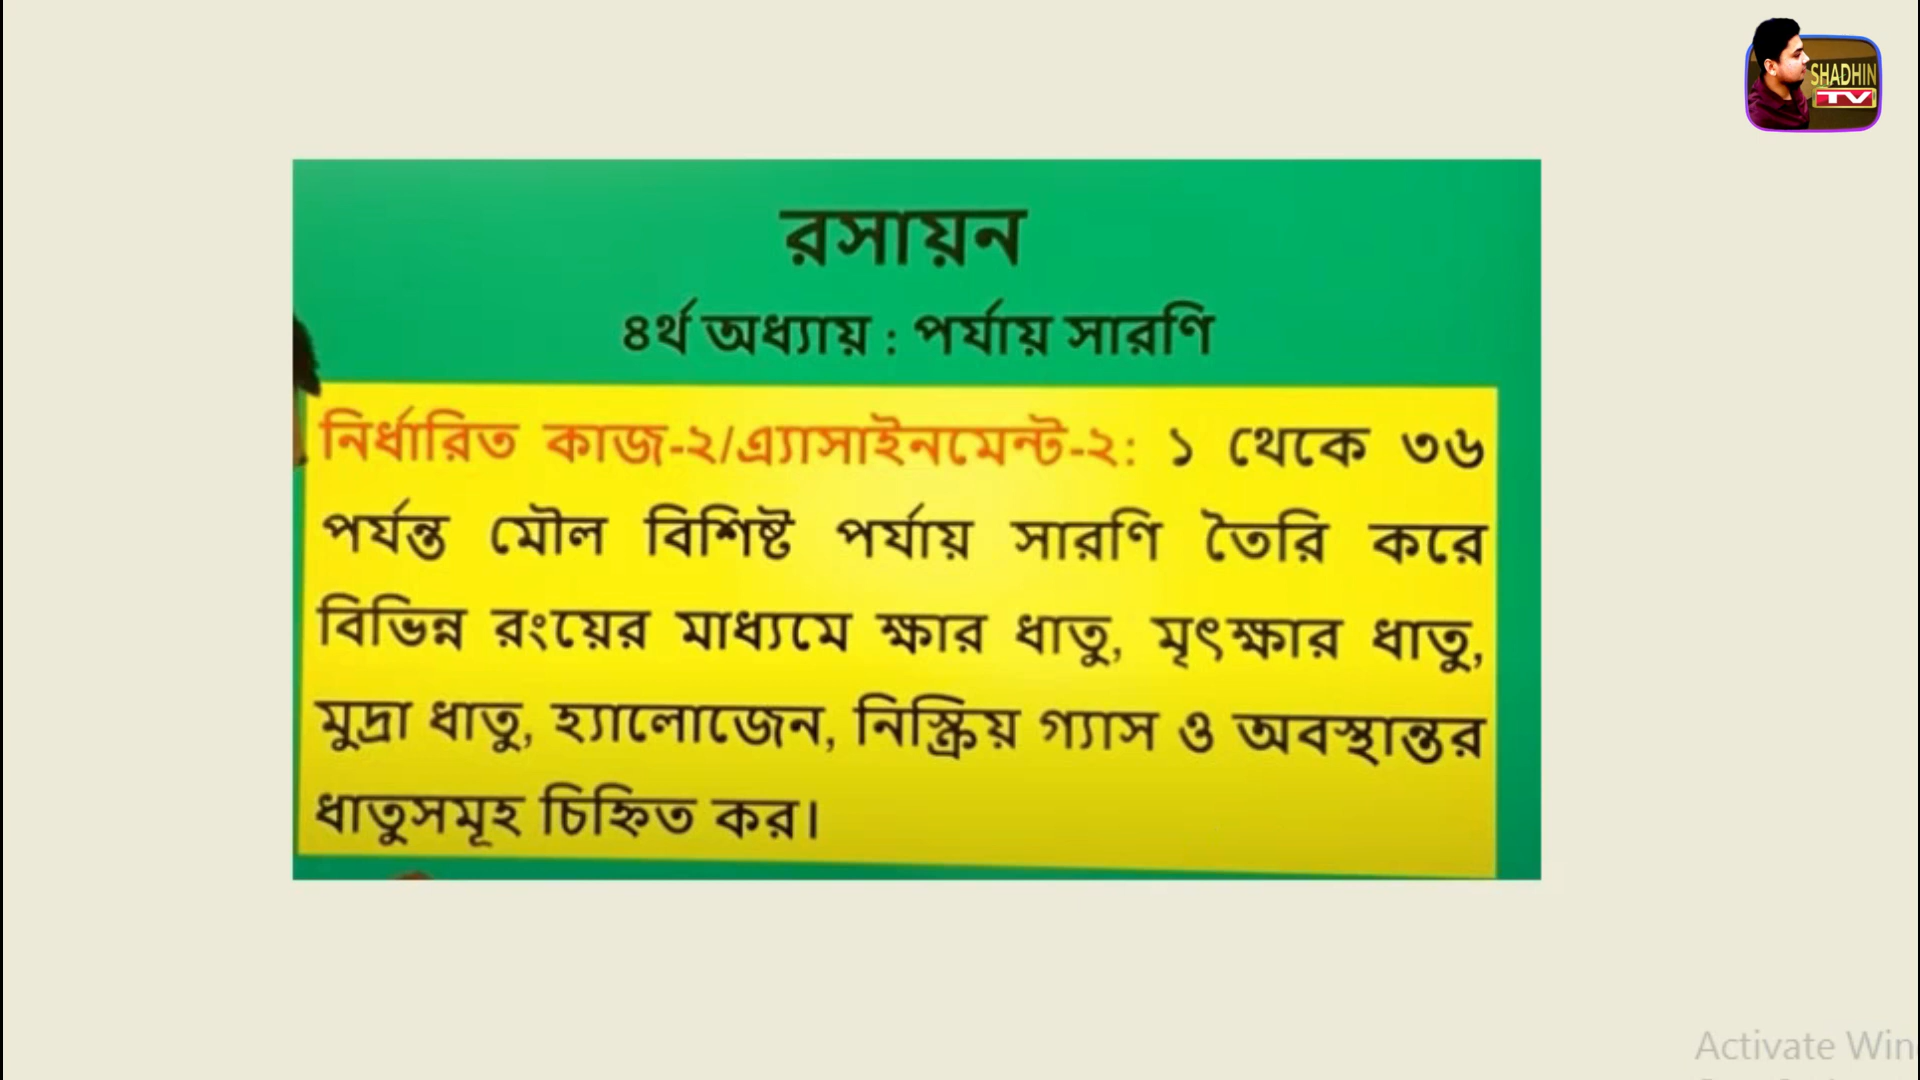 SHADHIN
TV
রসায়ন
৪র্থ অধ্যায় : পর্যায় সারণি
নির্ধারিত কাজ-২/এ্যাসাইনমেন্ট-২: ১ থেকে ৩৬
পর্যন্ত মৌল বিশিষ্ট পর্যায় সারণি তৈরি করে
বিভিন্ন রংয়ের মাধ্যমে ক্ষার ধাতু, মৃৎক্ষার ধাতু,
মুদ্রা ধাতু, হ্যালোজেন, নিস্ক্রিয় গ্যাস ও অবস্থান্তর
ধাতুসমূহ চিহ্নিত কর।
Activate Win